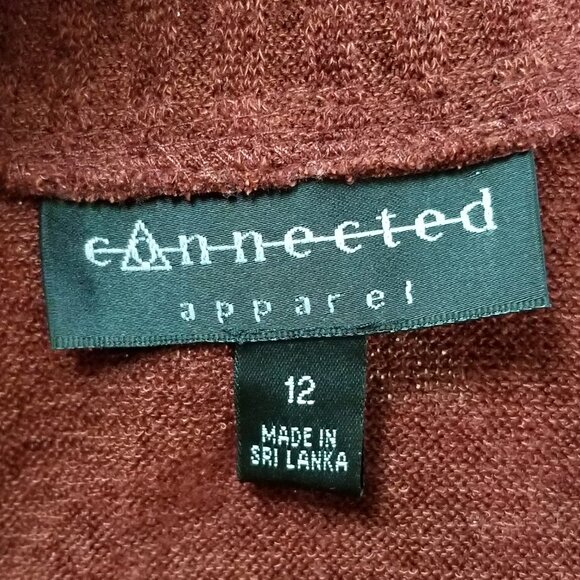 connected
apparel
12
MADE IN
SRI LANKA